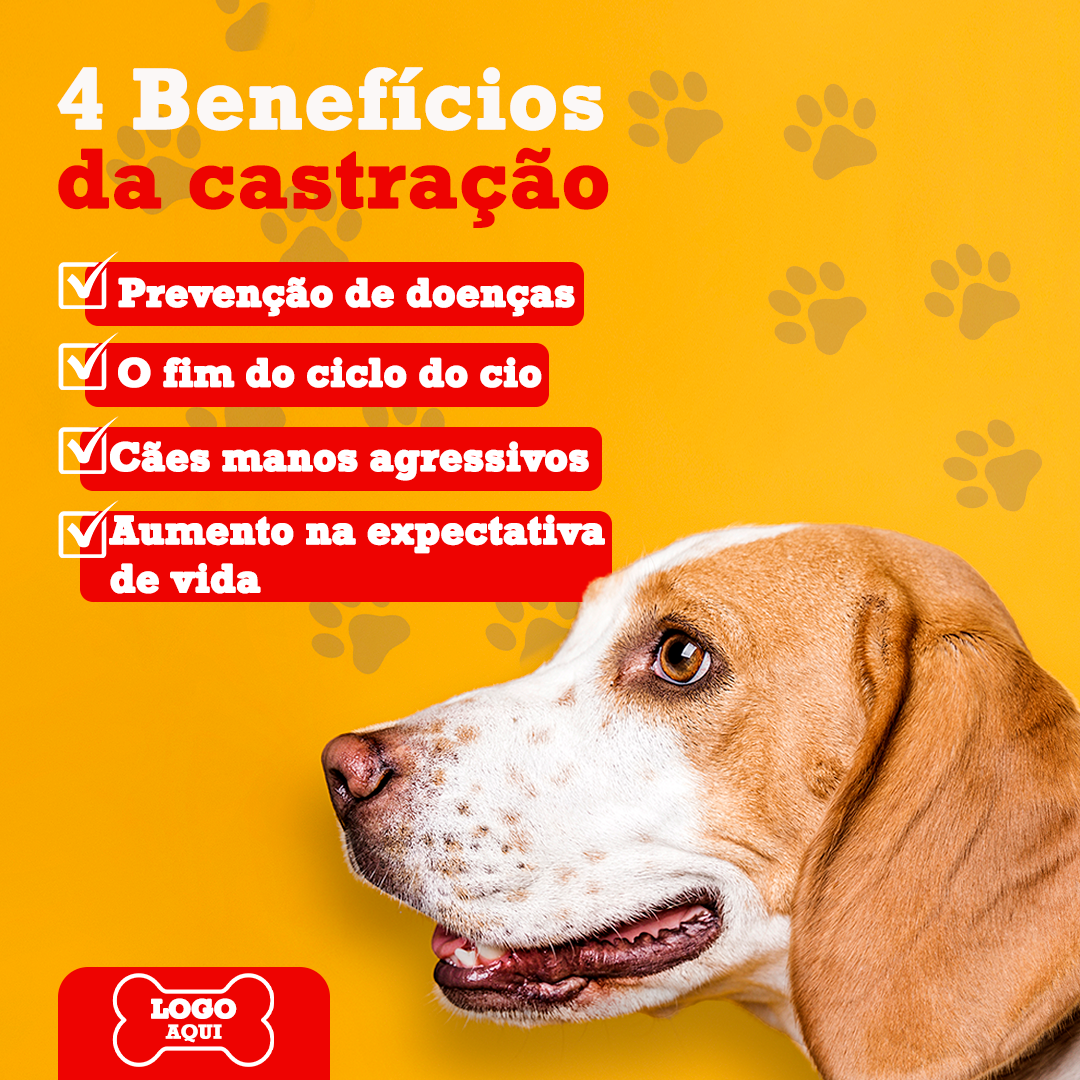 4 Benefícios
da castração
Prevenção de doenças
O fim do ciclo do cio
Cães manos agressivos
Aumento na expectativa
de vida
LOGO
AQUI